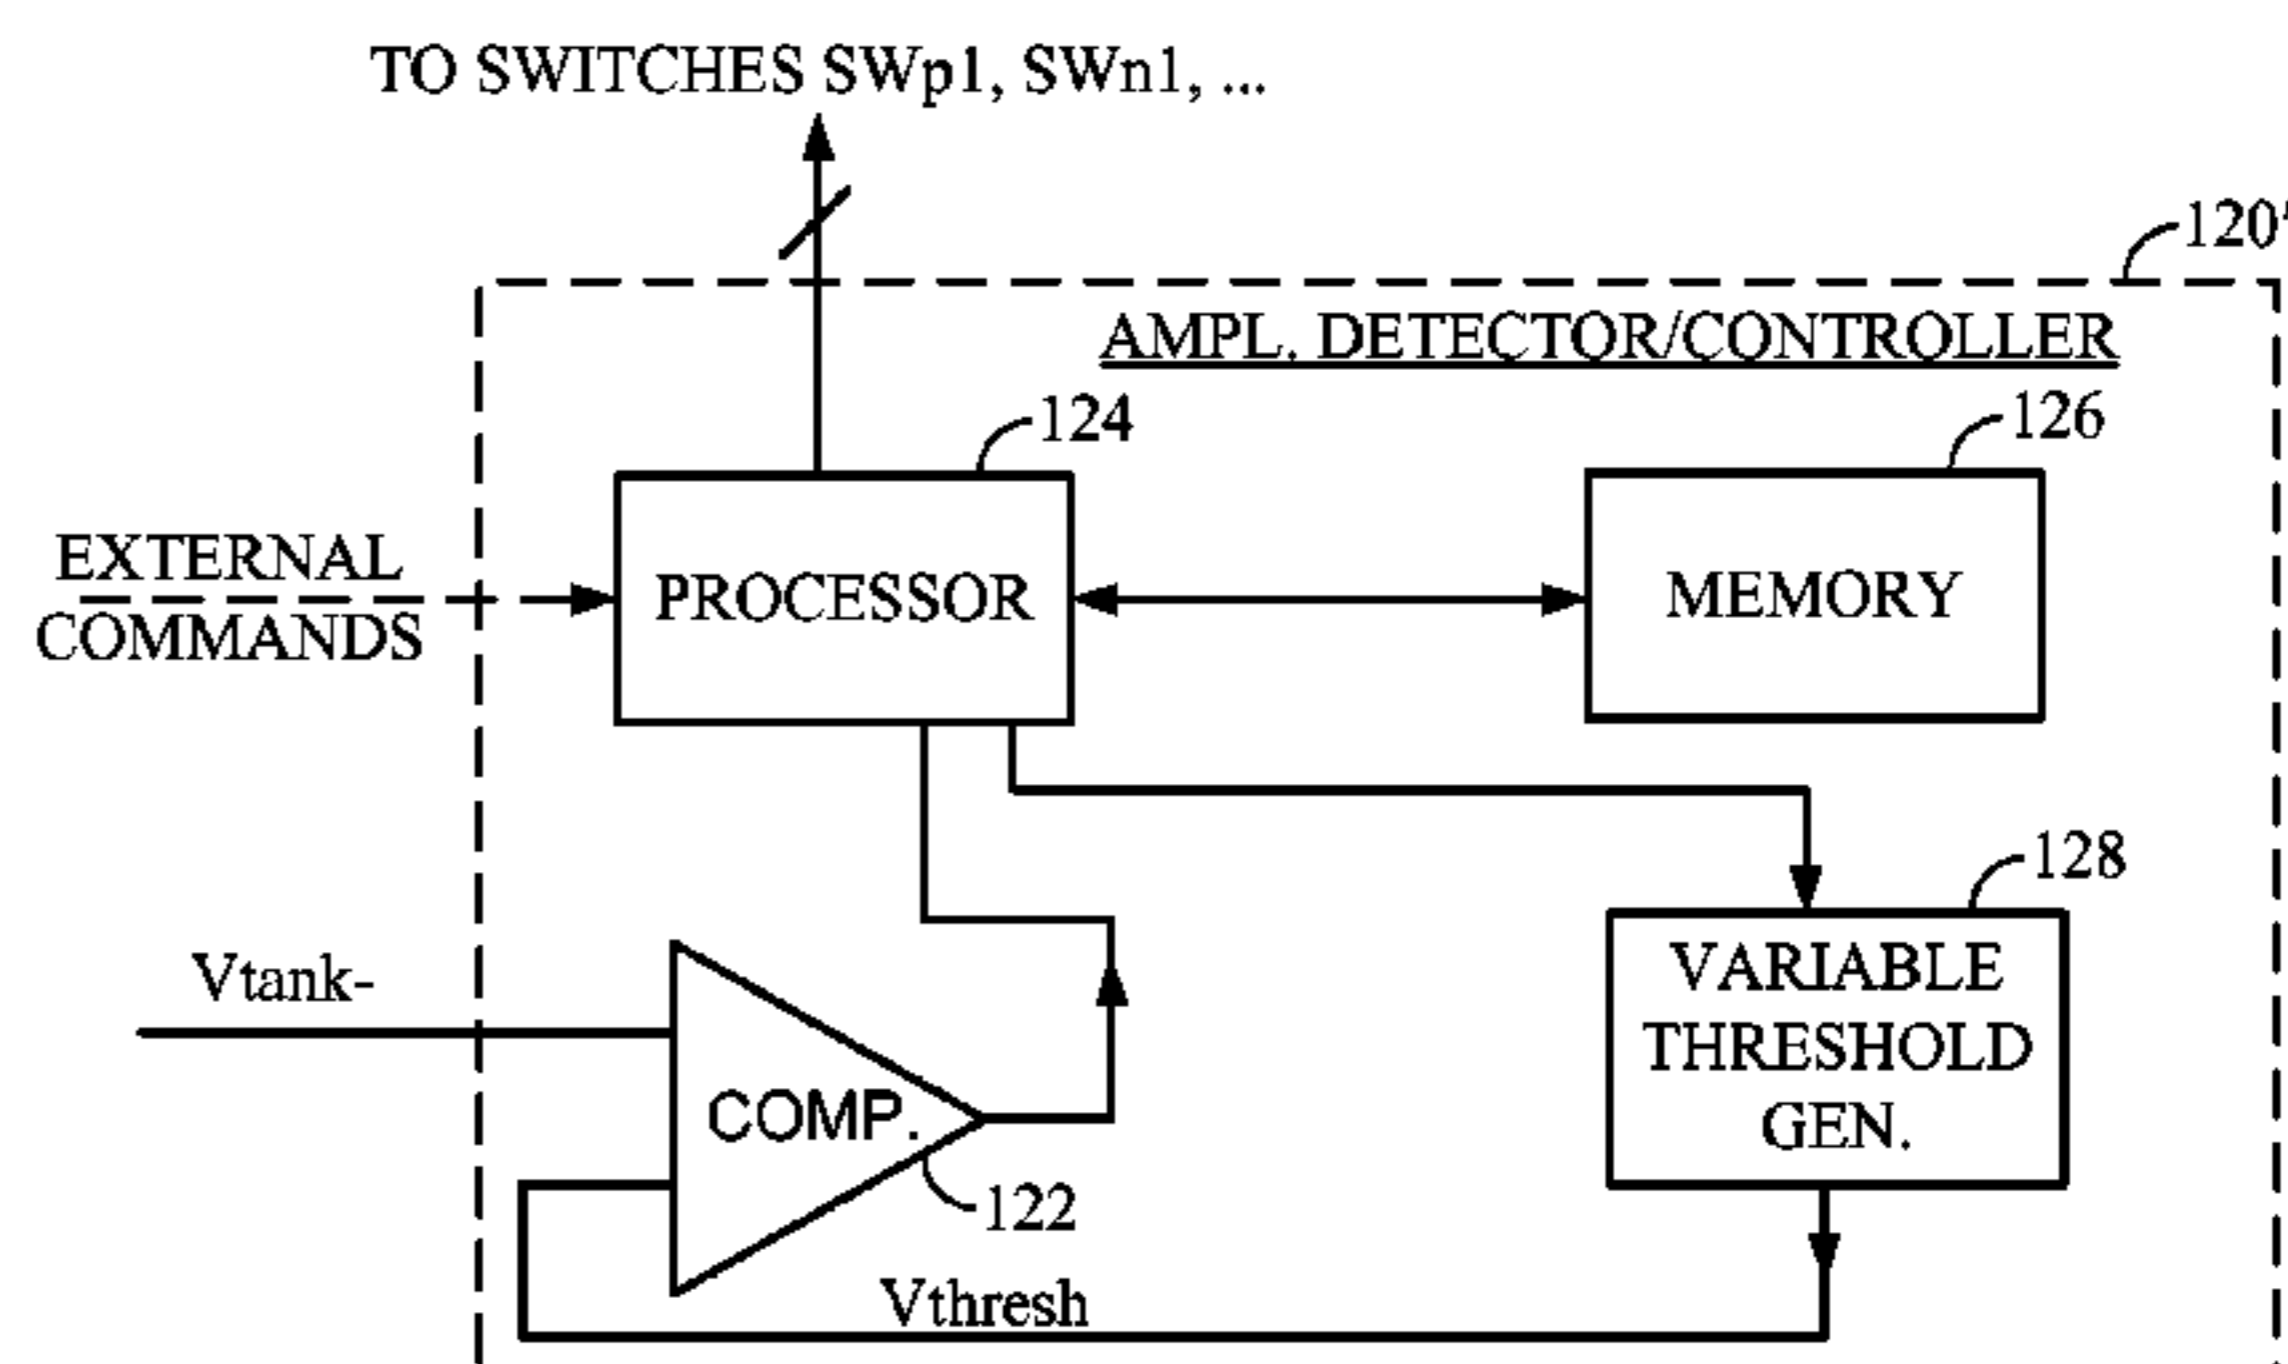 TO SWITCHES SWp1, SWn1, ...
120'
AMPL. DETECTOR/CONTROLLER
124
126
EXTERNAL
COMMANDS
PROCESSOR
MEMORY
128
Vtank-
VARIABLE
THRESHOLD
GEN.
COMP.
122
Vthresh